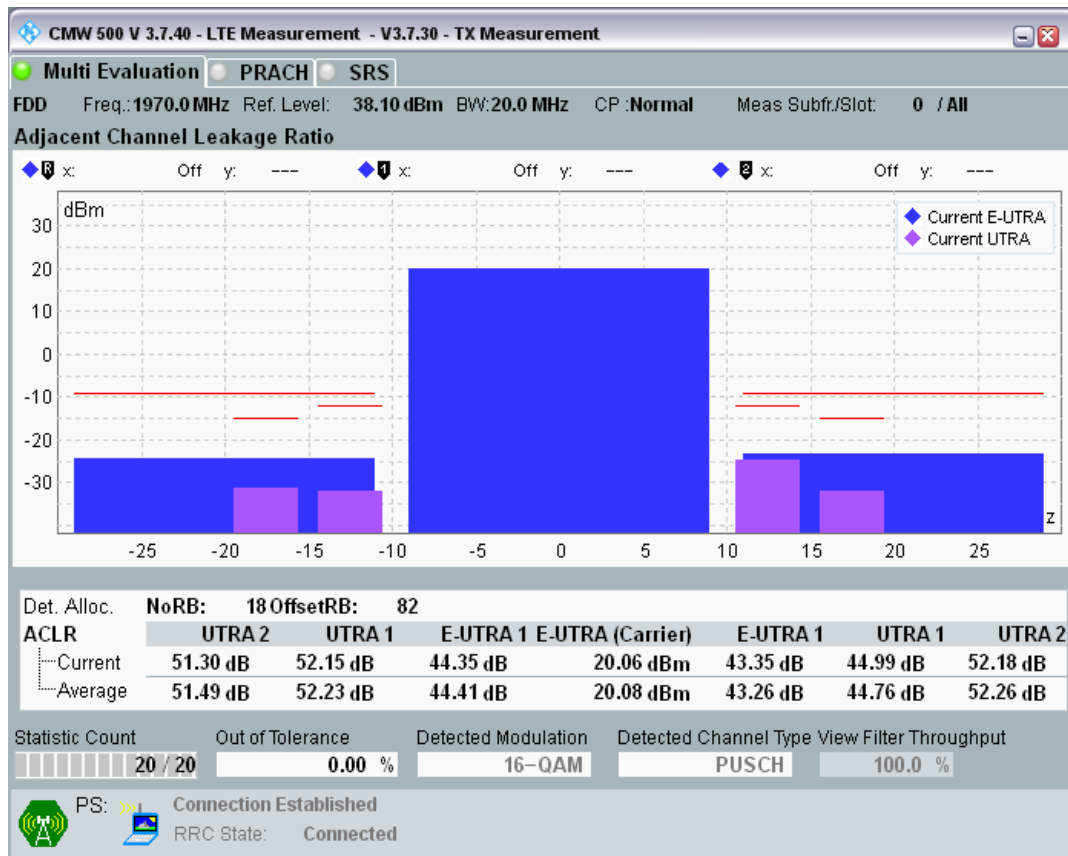 CMW 500 V 3.7.40 - LTE Measurement - V3.7.30 - TX Measurement
Multi Evaluation PRACH SRS
FDD Freq.:1970.0 MHz Ref. Level: 38.10 dBm BW:20.0 MHz CP :Normal Meas Subfr./Slot: 0 / All
Adjacent Channel Leakage Ratio
R x: Off y: --- 1 x: Off y: --- 2 x: Off y: ---
dBm
Current E-UTRA
Current UTRA
30
20
10
0
-10
-20
-30
z
-25 -20 -15 -10 -5 0 5 10 15 20 25
Det. Alloc. NoRB: 18 OffsetRB: 82
ACLR UTRA 2 UTRA 1 E-UTRA 1 E-UTRA (Carrier) E-UTRA 1 UTRA 1 UTRA 2
Current 51.30 dB 52.15 dB 44.35 dB 20.06 dBm 43.35 dB 44.99 dB 52.18 dB
Average 51.49 dB 52.23 dB 44.41 dB 20.08 dBm 43.26 dB 44.76 dB 52.26 dB
Statistic Count Out of Tolerance Detected Modulation Detected Channel Type View Filter Throughput
20 / 20 0.00 % 16-QAM PUSCH 100.0 %
PS: Connection Established
RRC State: Connected